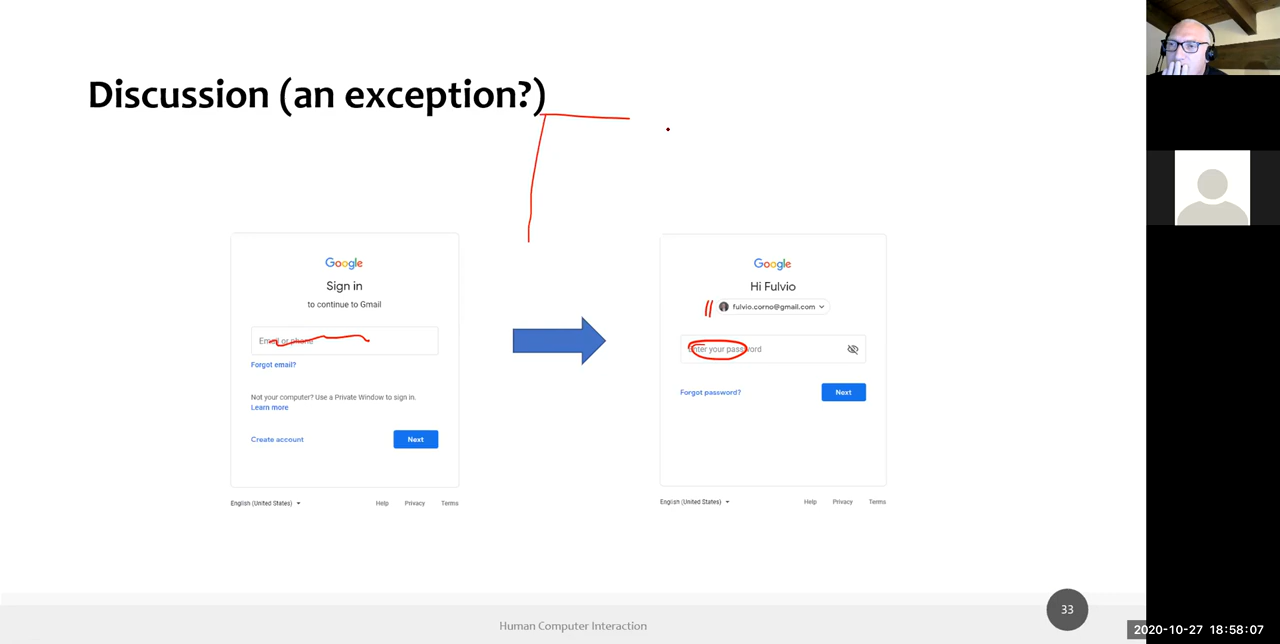 Discussion (an exception?)
Google
Sign in
to continue to Gmail
Email or phone
Forgot email?
Not your computer? Use a Private Window to sign in.
Learn more
Create account
Next
English (United States)
Help
Privacy
Terms
Google
Hi Fulvio
fulvio.corno@gmail.com
Enter your password
Forgot password?
Next
English (United States)
Help
Privacy
Terms
Human Computer Interaction
33
2020-10-27 18:58:07